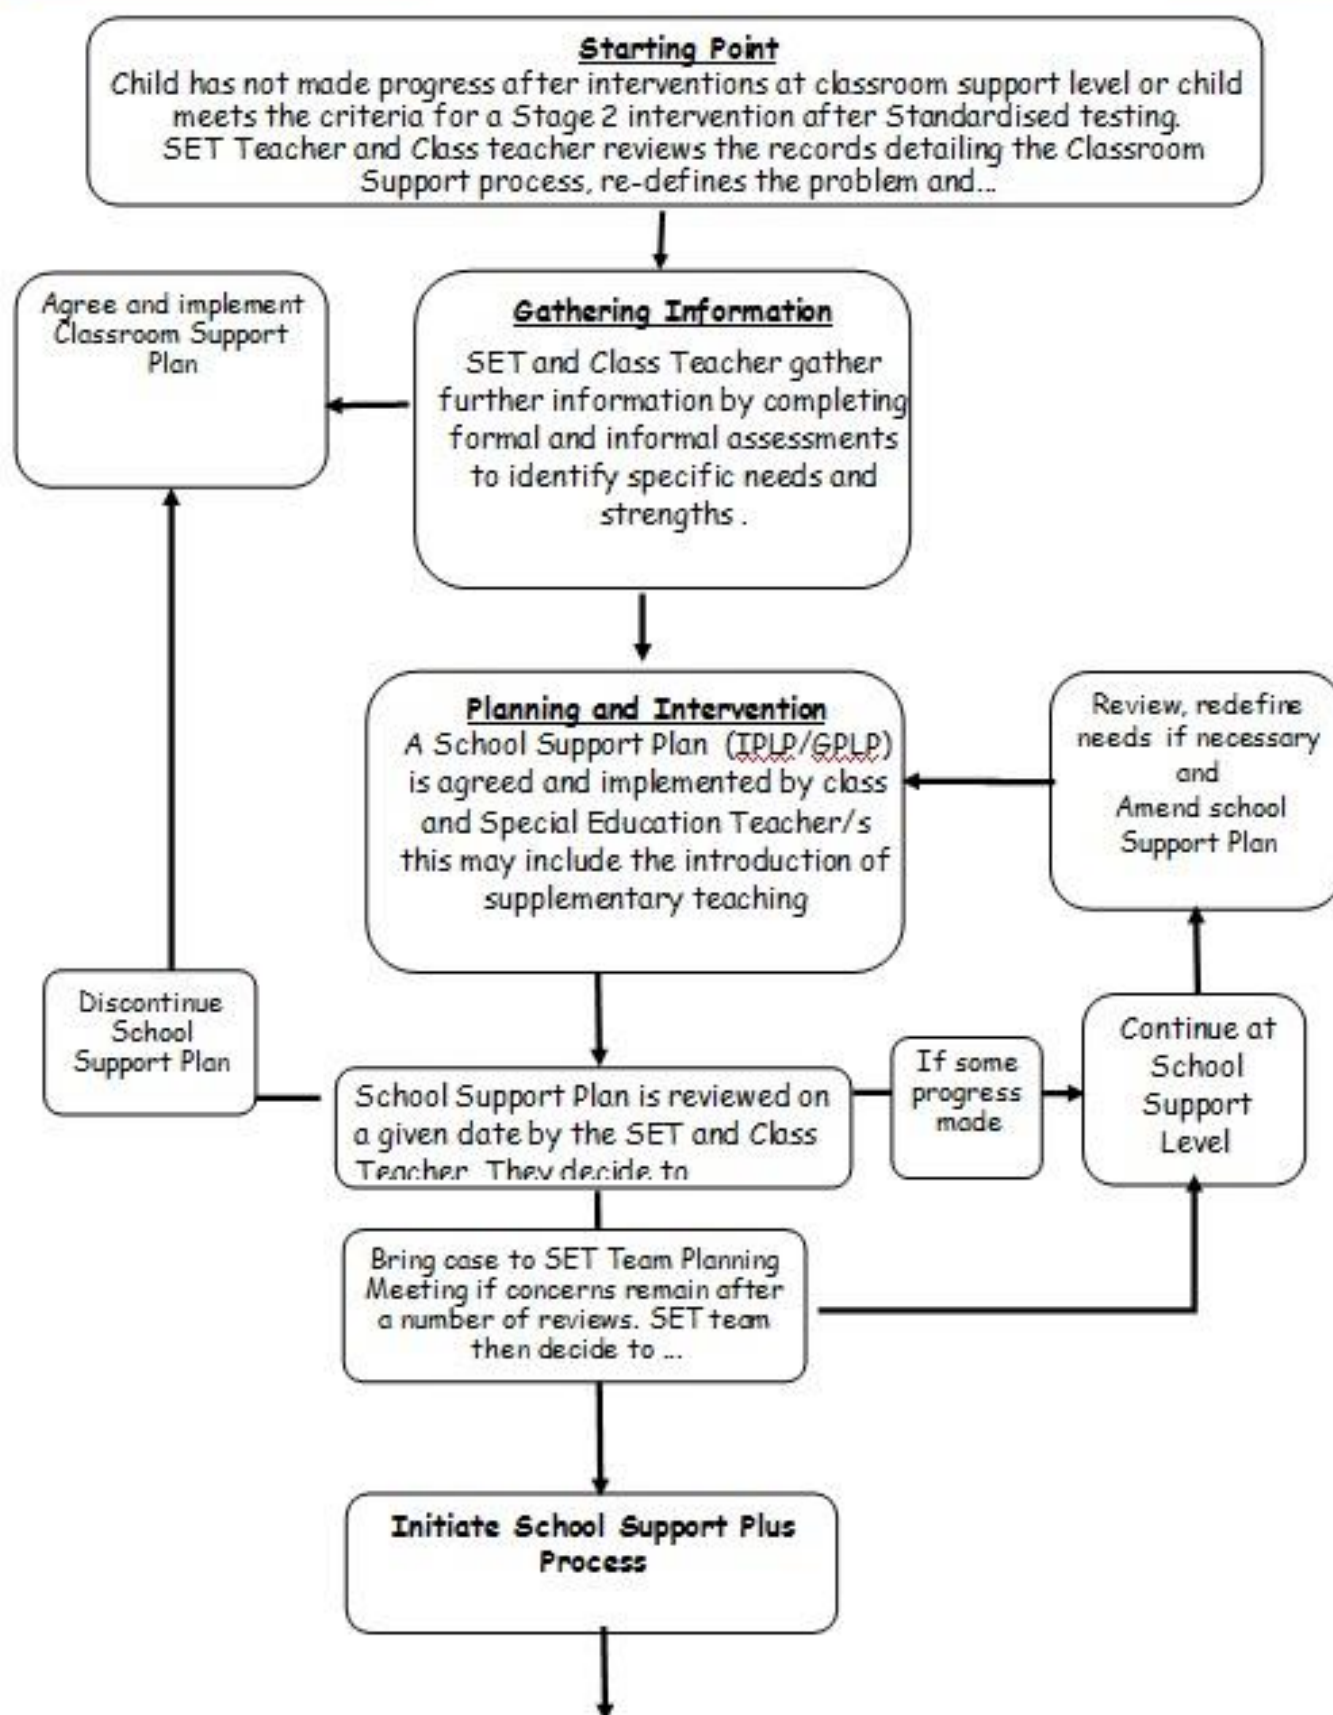 Starting Point
Child has not made progress after interventions at classroom support level or child
meets the criteria for a Stage 2 intervention after Standardised testing.
SET Teacher and Class teacher reviews the records detailing the Classroom
Support process, re-defines the problem and...
Agree and implement
Classroom Support
Plan
Gathering Information
SET and Class Teacher gather
further information by completing
formal and informal assessments
to identify specific needs and
strengths .
Planning and Intervention
A School Support Plan (IPLP/GPLP)
is agreed and implemented by class
and Special Education Teacher/s
this may include the introduction of
supplementary teaching
Review, redefine
needs if necessary
and
Amend school
Support Plan
Discontinue
School
Support Plan
School Support Plan is reviewed on
a given date by the SET and Class
Teacher. They decide to
If some
progress
made
Continue at
School
Support
Level
Bring case to SET Team Planning
Meeting if concerns remain after
a number of reviews. SET team
then decide to ...
Initiate School Support Plus
Process